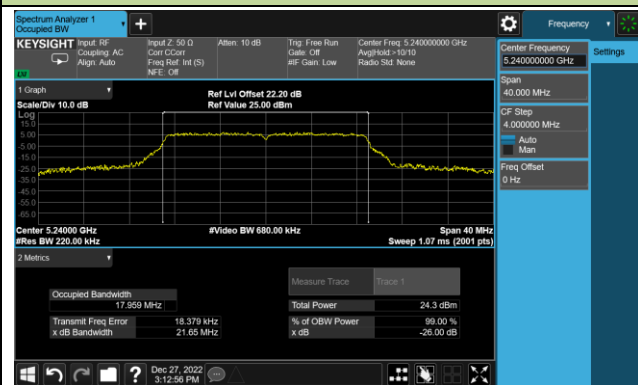 Spectrum Analyzer 1
Occupied BW
+
Frequency
KEYSIGHT
Input: RF
Coupling: AC
Align: Auto
Input Z: 50 Ω
Corr CCorr
Freq Ref: Int (S)
NFE: Off
Atten: 10 dB
Trig: Free Run
Gate: Off
#IF Gain: Low
Center Freq: 5.240000000 GHz
Avg|Hold:>10/10
Radio Std: None
Center Frequency
5.240000000 GHz
Settings
Span
40.000 MHz
CF Step
4.000000 MHz
Auto
Man
Freq Offset
0 Hz
1 Graph
Scale/Div 10.0 dB
Ref Lvl Offset 22.20 dB
Ref Value 25.00 dBm
Log
15.0
5.00
-5.00
-15.0
-25.0
-35.0
-45.0
-55.0
-65.0
Center 5.24000 GHz
#Res BW 220.00 kHz
#Video BW 680.00 kHz
Span 40 MHz
Sweep 1.07 ms (2001 pts)
2 Metrics
Measure Trace
Trace 1
Occupied Bandwidth
17.959 MHz
Total Power
24.3 dBm
Transmit Freq Error
18.379 kHz
% of OBW Power
99.00 %
x dB Bandwidth
21.65 MHz
x dB
-26.00 dB
?
Dec 27, 2022
3:12:56 PM